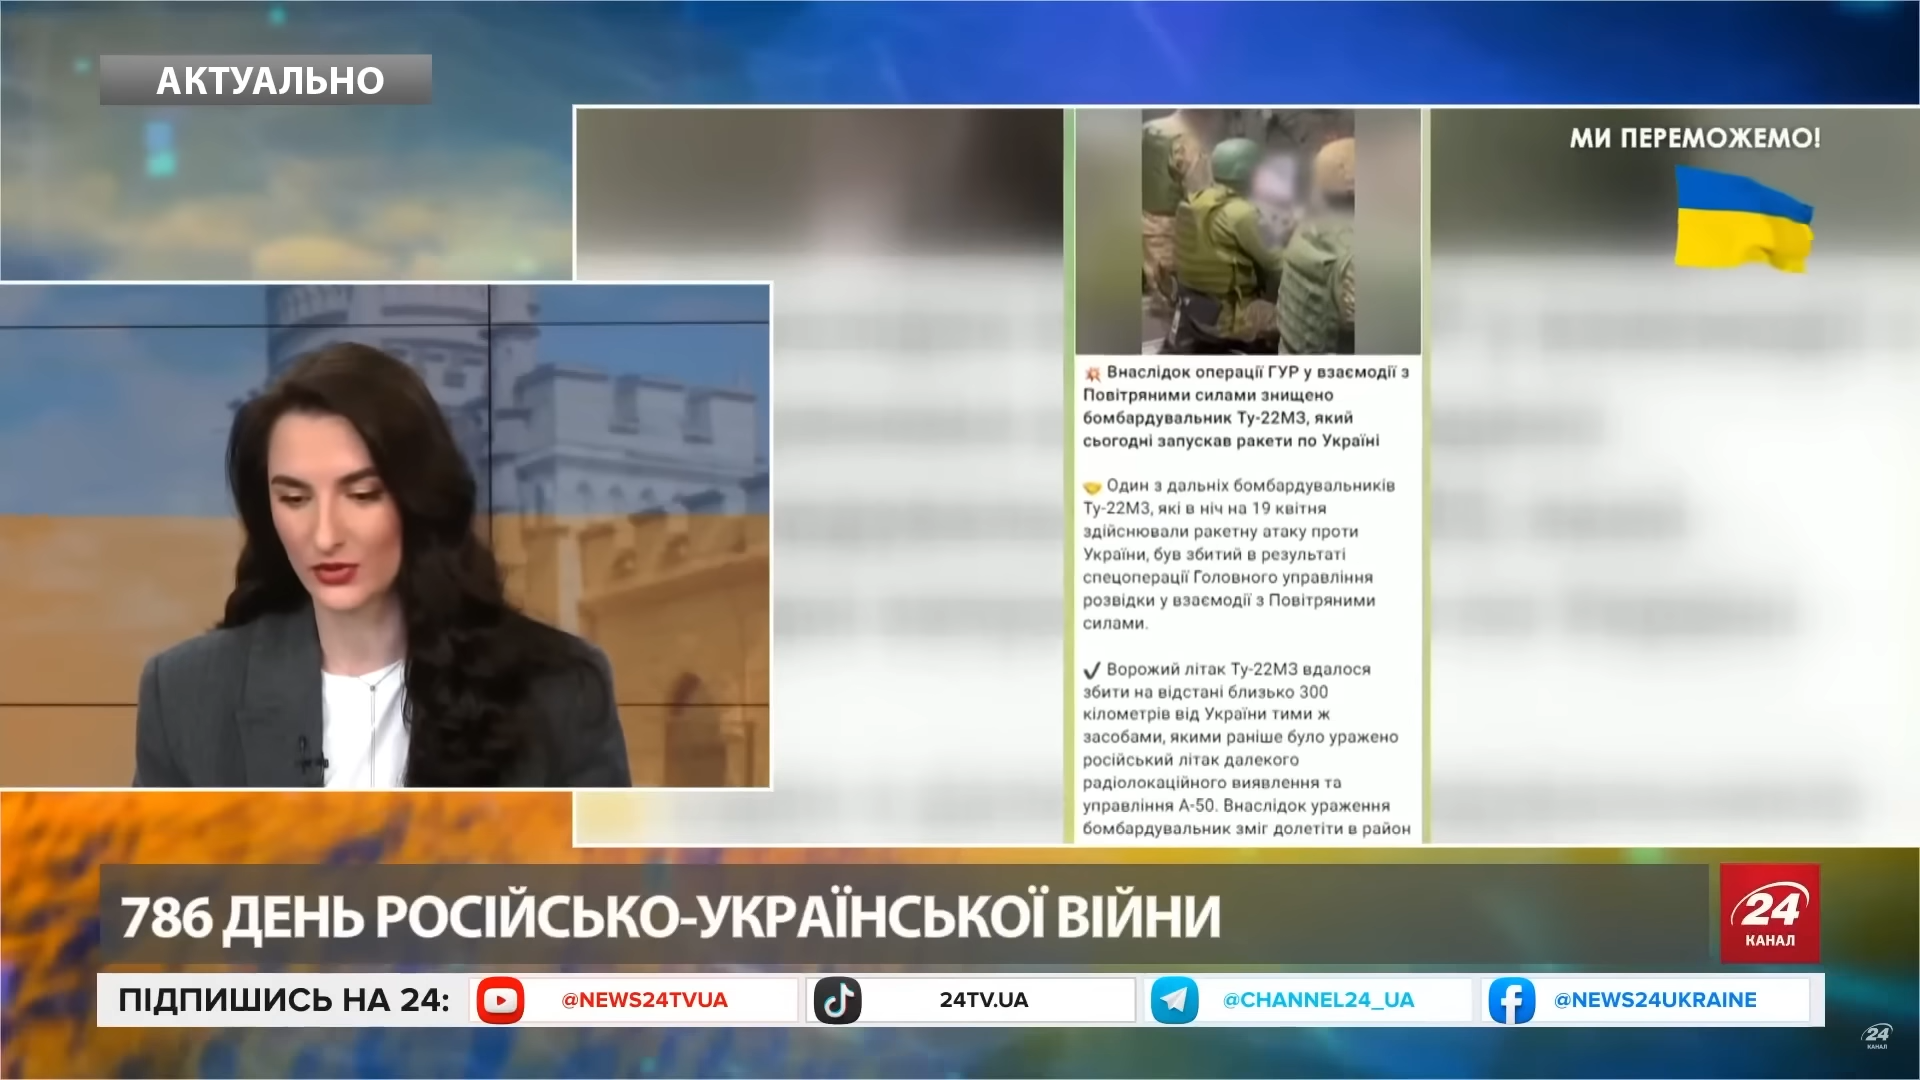 АКТУАЛЬНО
МИ ПЕРЕМОЖЕМО!
💥 Внаслідок операції ГУР у взаємодії з
Повітряними силами знищено
бомбардувальник Ту-22М3, який
сьогодні запускав ракети по Україні
🤝 Один з дальніх бомбардувальників
Ту-22М3, які в ніч на 19 квітня
здійснювали ракетну атаку проти
України, був збитий в результаті
спецоперації Головного управління
розвідки у взаємодії з Повітряними
силами.
✔️ Ворожий літак Ту-22М3 вдалося
збити на відстані близько 300
кілометрів від України тими ж
засобами, якими раніше було уражено
російський літак далекого
радіолокаційного виявлення та
управління А-50. Внаслідок ураження
бомбардувальник зміг долетіти в район
786 ДЕНЬ РОСІЙСЬКО-УКРАЇНСЬКОЇ ВІЙНИ
24
КАНАЛ
ПІДПИШИСЬ НА 24: @NEWS24TVUA 24TV.UA @CHANNEL24_UA @NEWS24UKRAINE
24
КАНАЛ